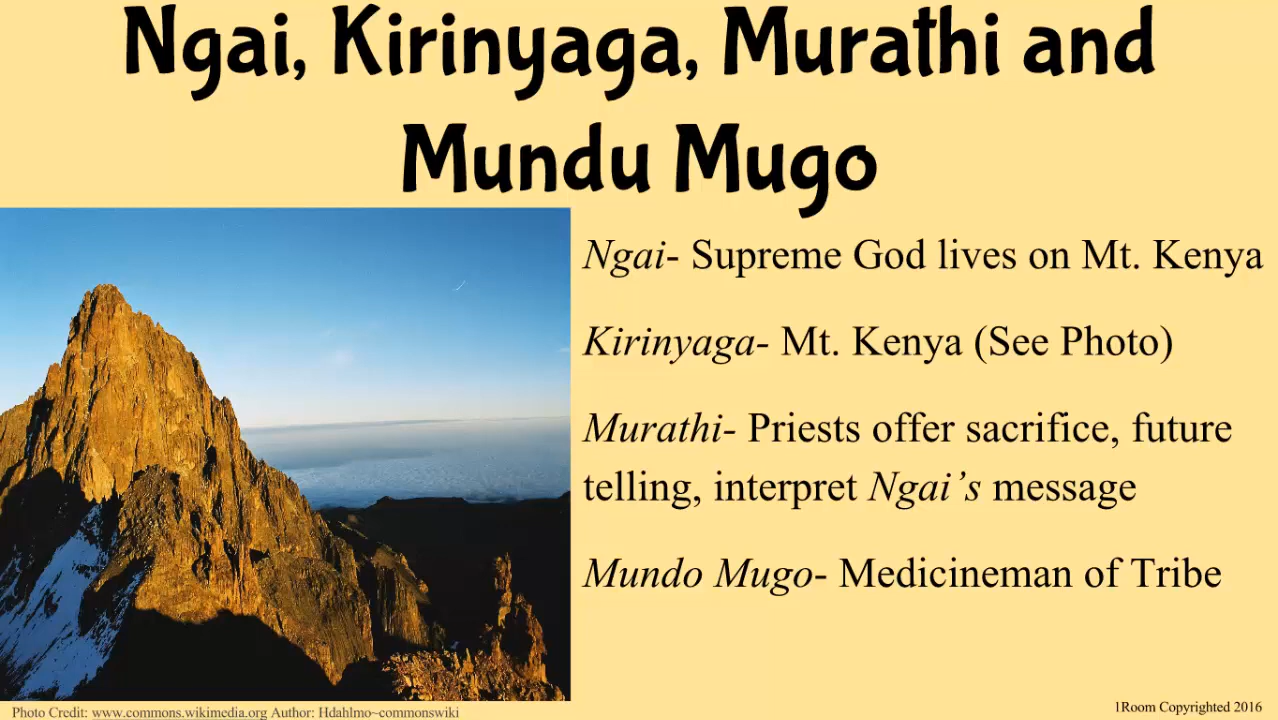 Ngai, Kirinyaga, Murathi and
Mundu Mugo
Ngai- Supreme God lives on Mt. Kenya
Kirinyaga- Mt. Kenya (See Photo)
Murathi- Priests offer sacrifice, future
telling, interpret Ngai’s message
Mundo Mugo- Medicineman of Tribe
Photo Credit: www.commons.wikimedia.org Author: Hdahlmo~commonswiki
1Room Copyrighted 2016